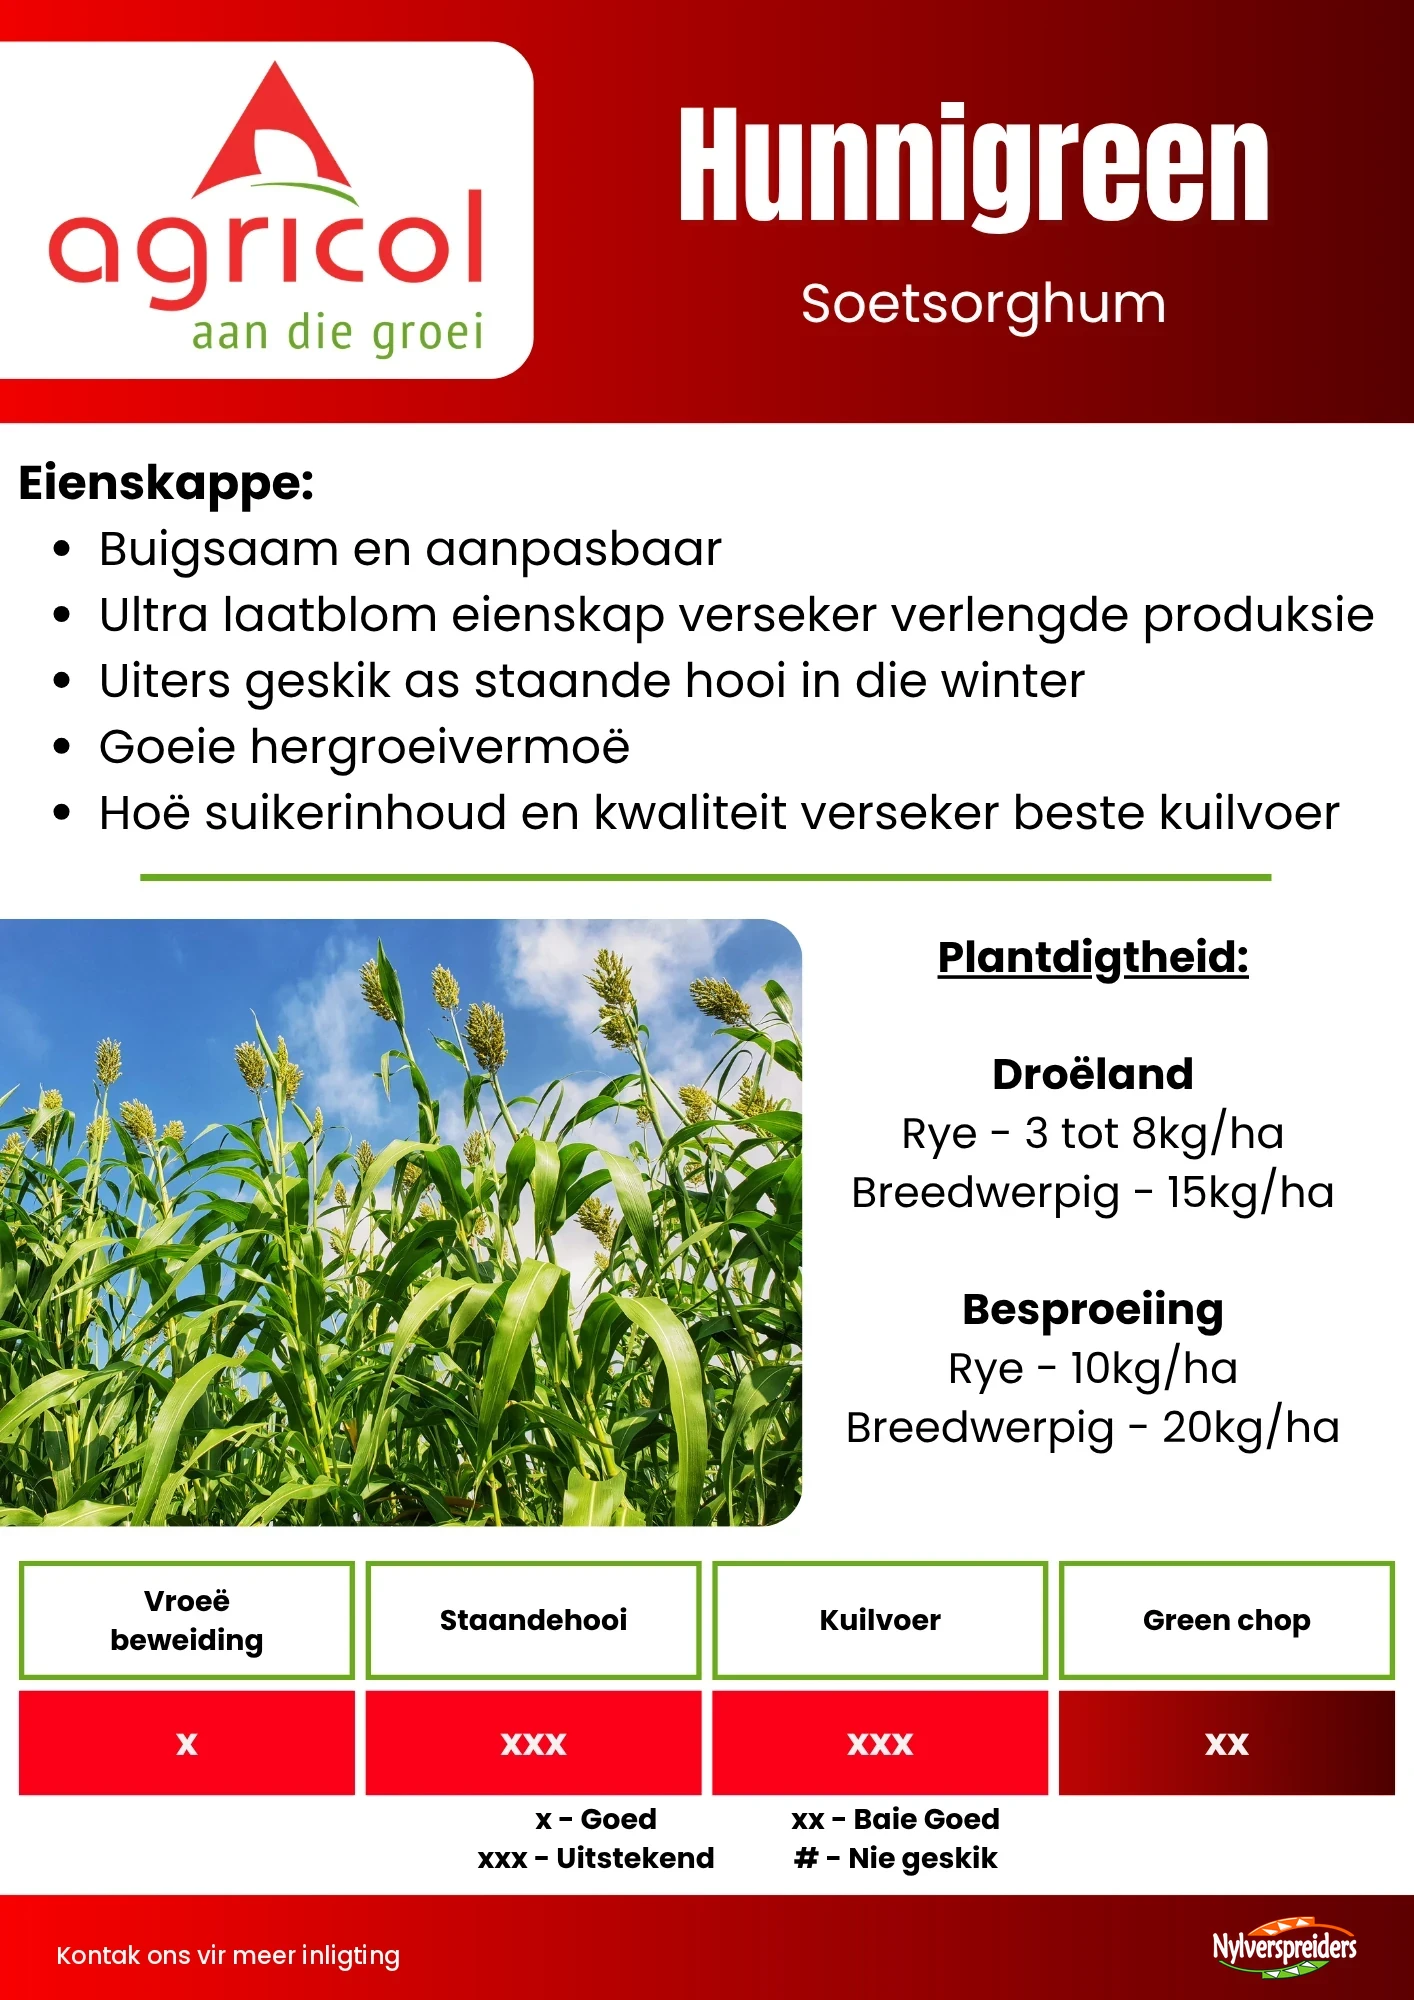 agricol
aan die groei
Hunnigreen
Soetsorghum
Eienskappe:
• Buigsaam en aanpasbaar
• Ultra laatblom eienskap verseker verlengde produksie
• Uiters geskik as staande hooi in die winter
• Goeie hergroeivermoë
• Hoë suikerinhoud en kwaliteit verseker beste kuilvoer
Plantdigtheid:
Droëland
Rye - 3 tot 8kg/ha
Breedwerpig - 15kg/ha
Besproeiing
Rye - 10kg/ha
Breedwerpig - 20kg/ha
Vroeë
beweiding
Staandehooi
Kuilvoer
Green chop
x
xxx
xxx
xx
x - Goed
xx - Baie Goed
xxx - Uitstekend
# - Nie geskik
Kontak ons vir meer inligting
Nylverspreiders